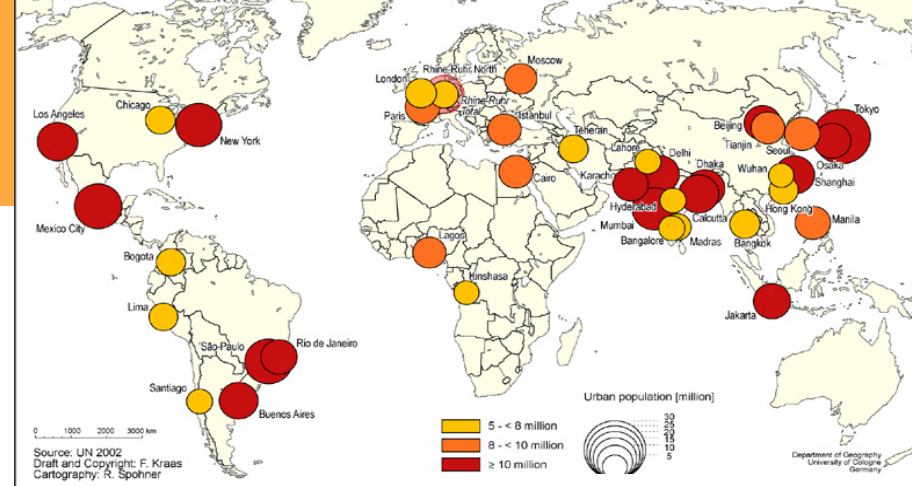 Moscow
Rhine-Ruhr North
London
Rhine-Ruhr
Total
Paris
Istanbul
Chicago
Los Angeles
New York
Teheran
Lahore
Delhi
Karachi
Dhaka
Cairo
Beijing
Tianjin
Seoul
Tokyo
Osaka
Wuhan
Shanghai
Hong Kong
Hyderabad
Mumbai
Calcutta
Bangalore
Madras
Bangkok
Manila
Mexico City
Lagos
Bogota
Kinshasa
Lima
Jakarta
São-Paulo
Rio de Janeiro
Santiago
Buenos Aires
0 1000 2000 3000 km
Source: UN 2002
Draft and Copyright: F. Kraas
Cartography: R. Spohner
5 - < 8 million
8 - < 10 million
≥ 10 million
Urban population [million]
30
25
20
15
10
5
Department of Geography
University of Cologne
Germany